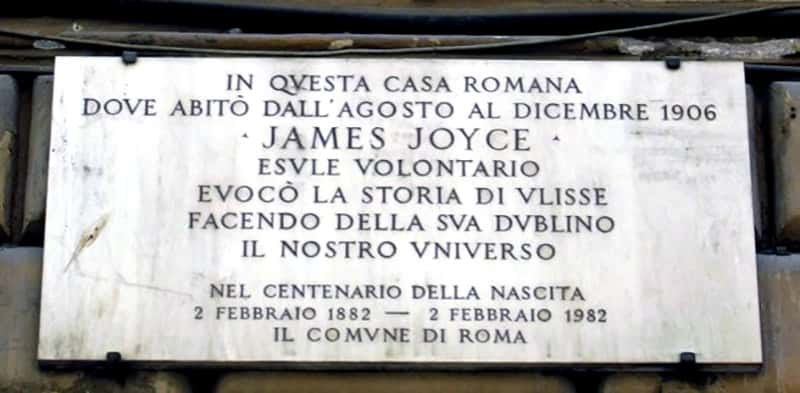 IN QVESTA CASA ROMANA
DOVE ABITÒ DALL'AGOSTO AL DICEMBRE 1906
· JAMES JOYCE ·
ESVLE VOLONTARIO
EVOCÒ LA STORIA DI VLISSE
FACENDO DELLA SVA DVBLINO
IL NOSTRO VNIVERSO
NEL CENTENARIO DELLA NASCITA
2 FEBBRAIO 1882 — 2 FEBBRAIO 1982
IL COMVNE DI ROMA